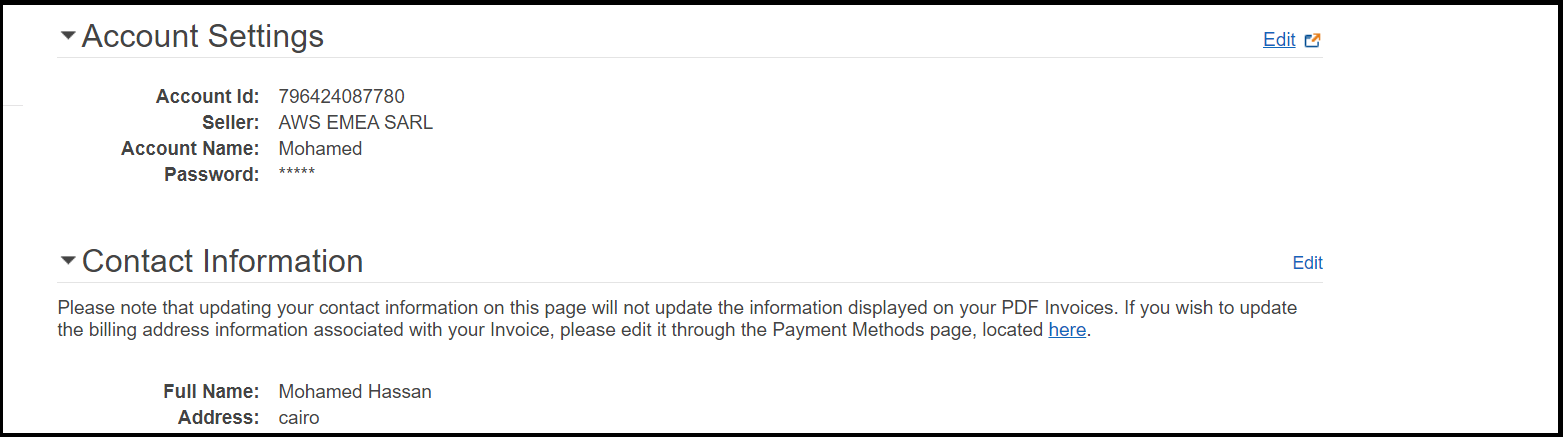 Account Settings Edit
Account Id: 796424087780
Seller: AWS EMEA SARL
Account Name: Mohamed
Password: *****
Contact Information Edit
Please note that updating your contact information on this page will not update the information displayed on your PDF Invoices. If you wish to update
the billing address information associated with your Invoice, please edit it through the Payment Methods page, located here.
Full Name: Mohamed Hassan
Address: cairo